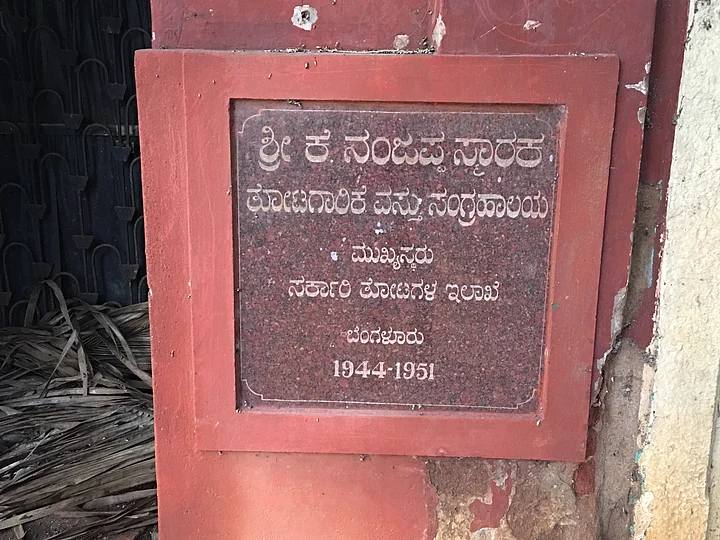 ಶ್ರೀ ಕೆ. ನಂಜಪ್ಪ ಸ್ಮಾರಕ
ತೋಟಗಾರಿಕೆ ವಸ್ತು ಸಂಗ್ರಹಾಲಯ
ಮುಖ್ಯಸ್ಥರು
ಸರ್ಕಾರಿ ತೋಟಗಳ ಇಲಾಖೆ
ಬೆಂಗಳೂರು
1944-1951